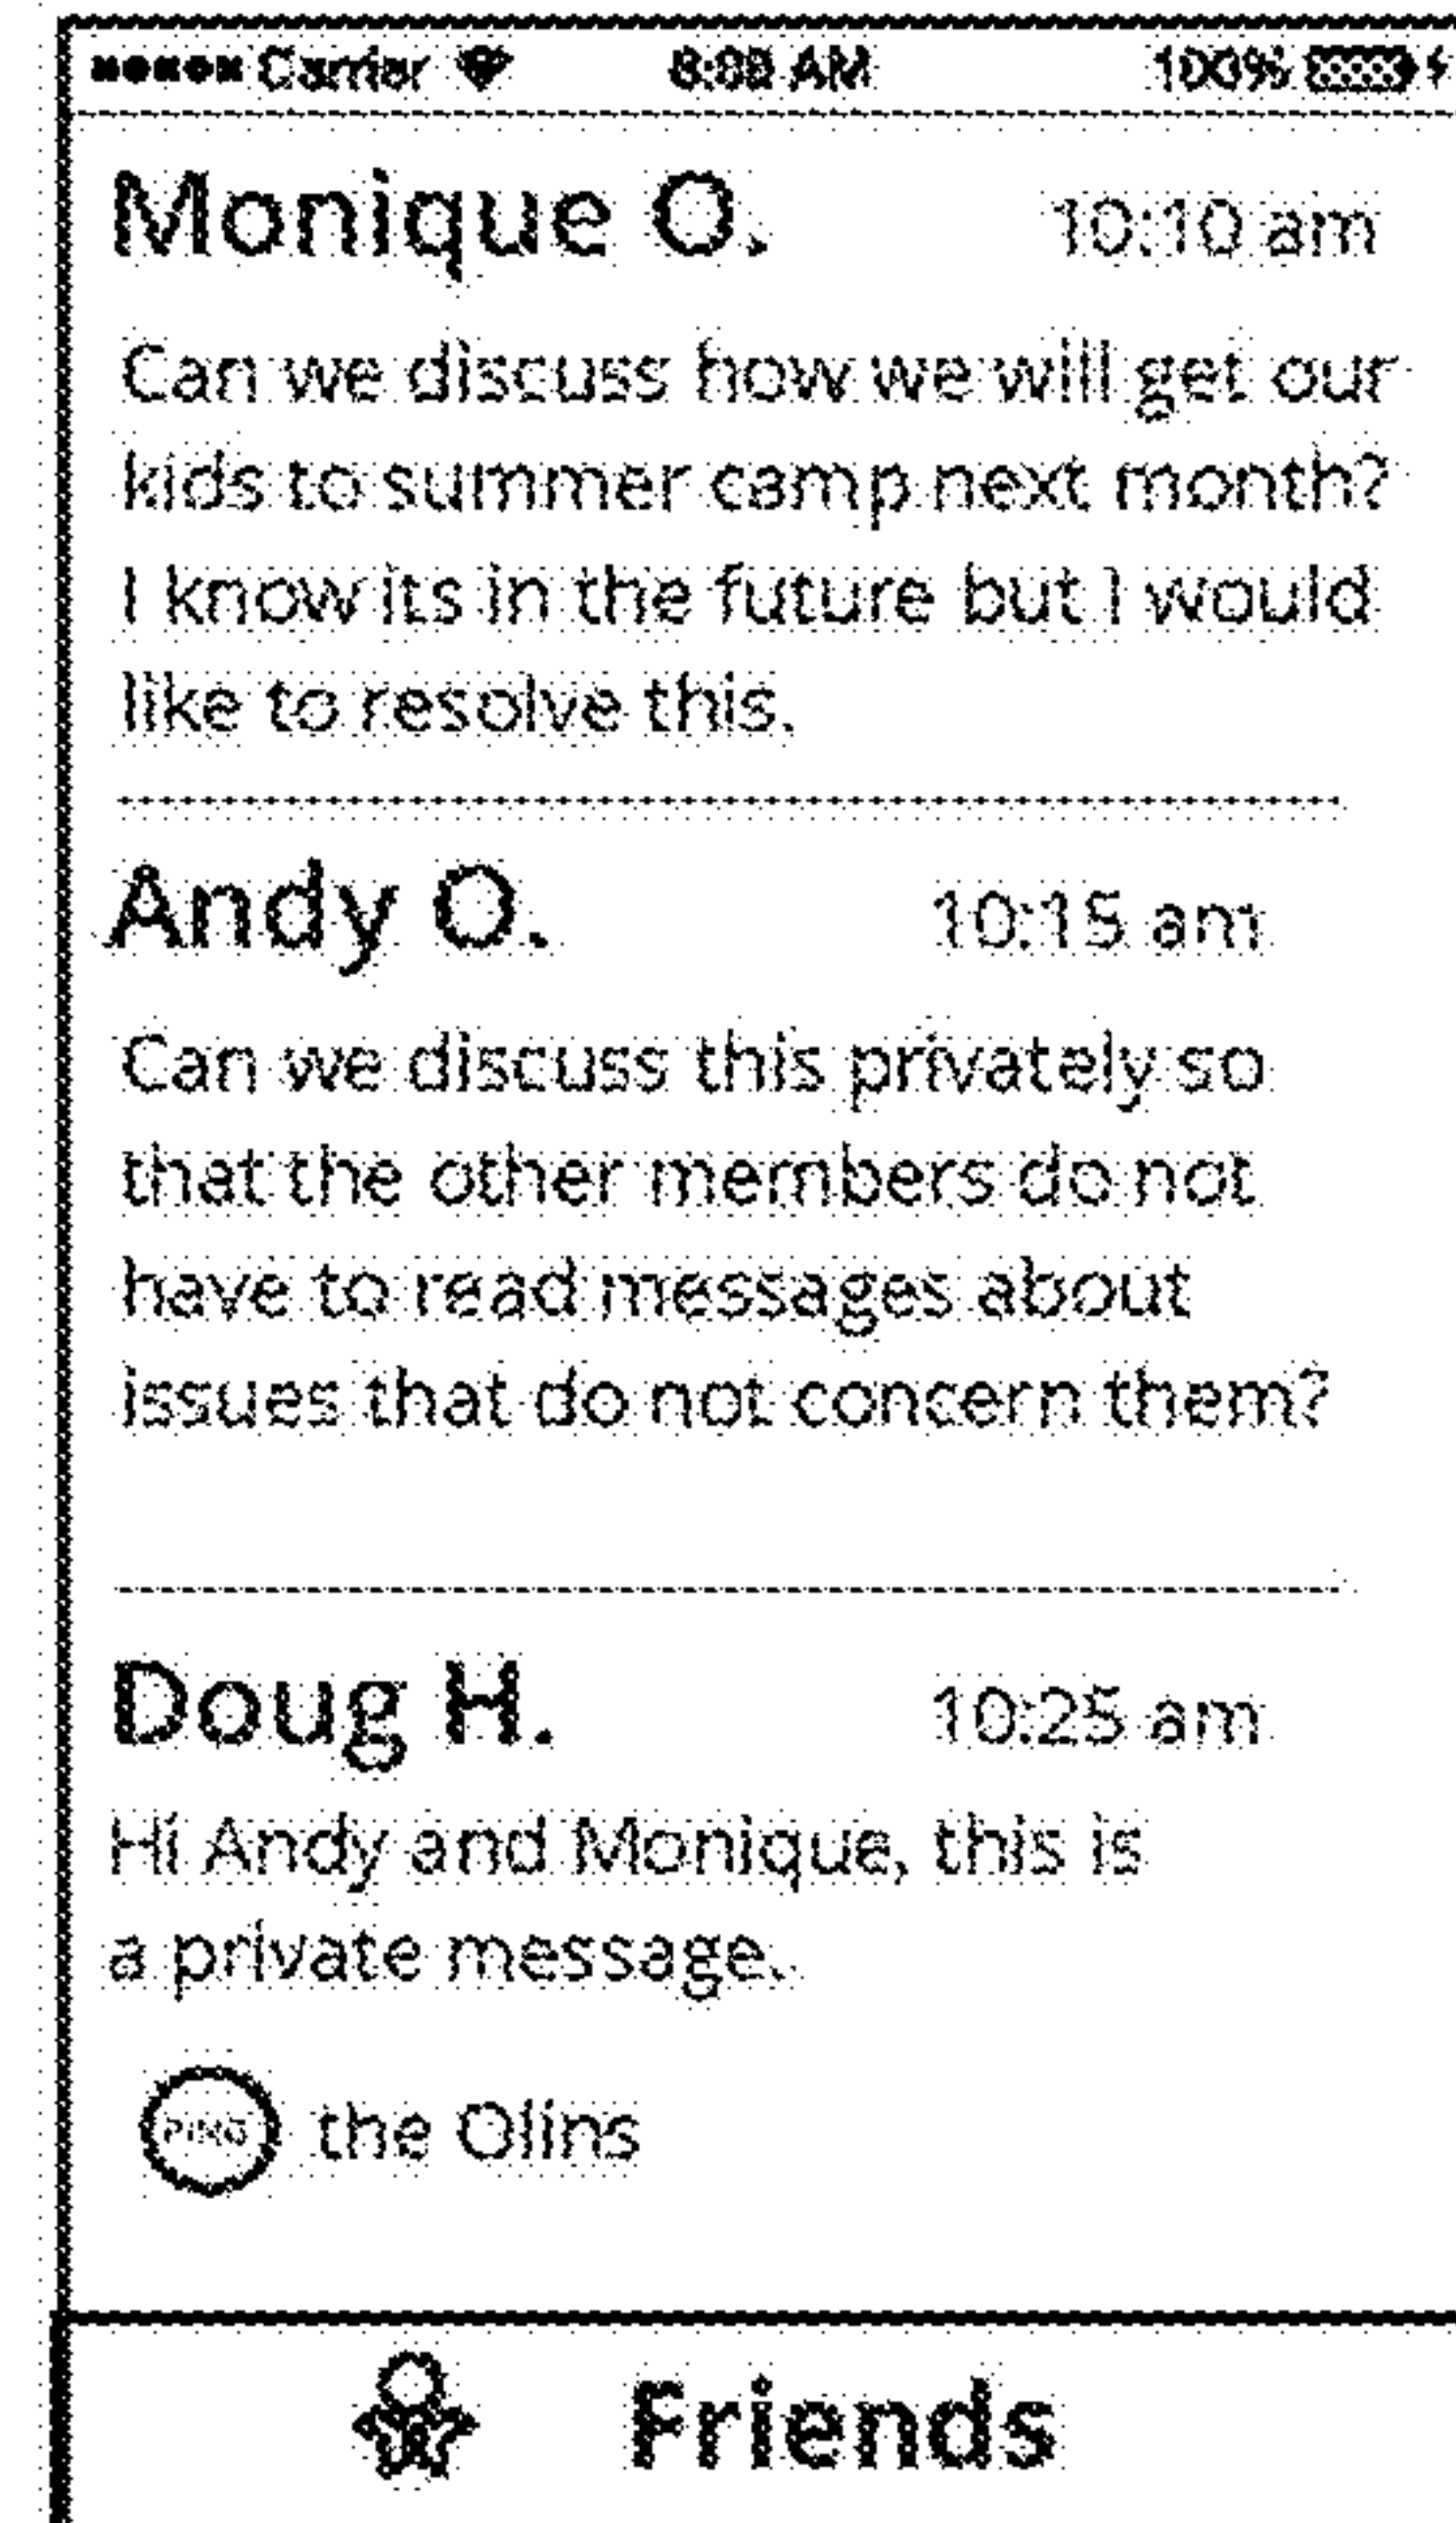 Carrier 8:08 AM 100%
Monique O. 10:10 am
Can we discuss how we will get our
kids to summer camp next month?
I know its in the future but I would
like to resolve this.
Andy O. 10:15 am
Can we discuss this privately so
that the other members do not
have to read messages about
issues that do not concern them?
Doug H. 10:25 am
Hi Andy and Monique, this is
a private message.
PING the Olins
Friends